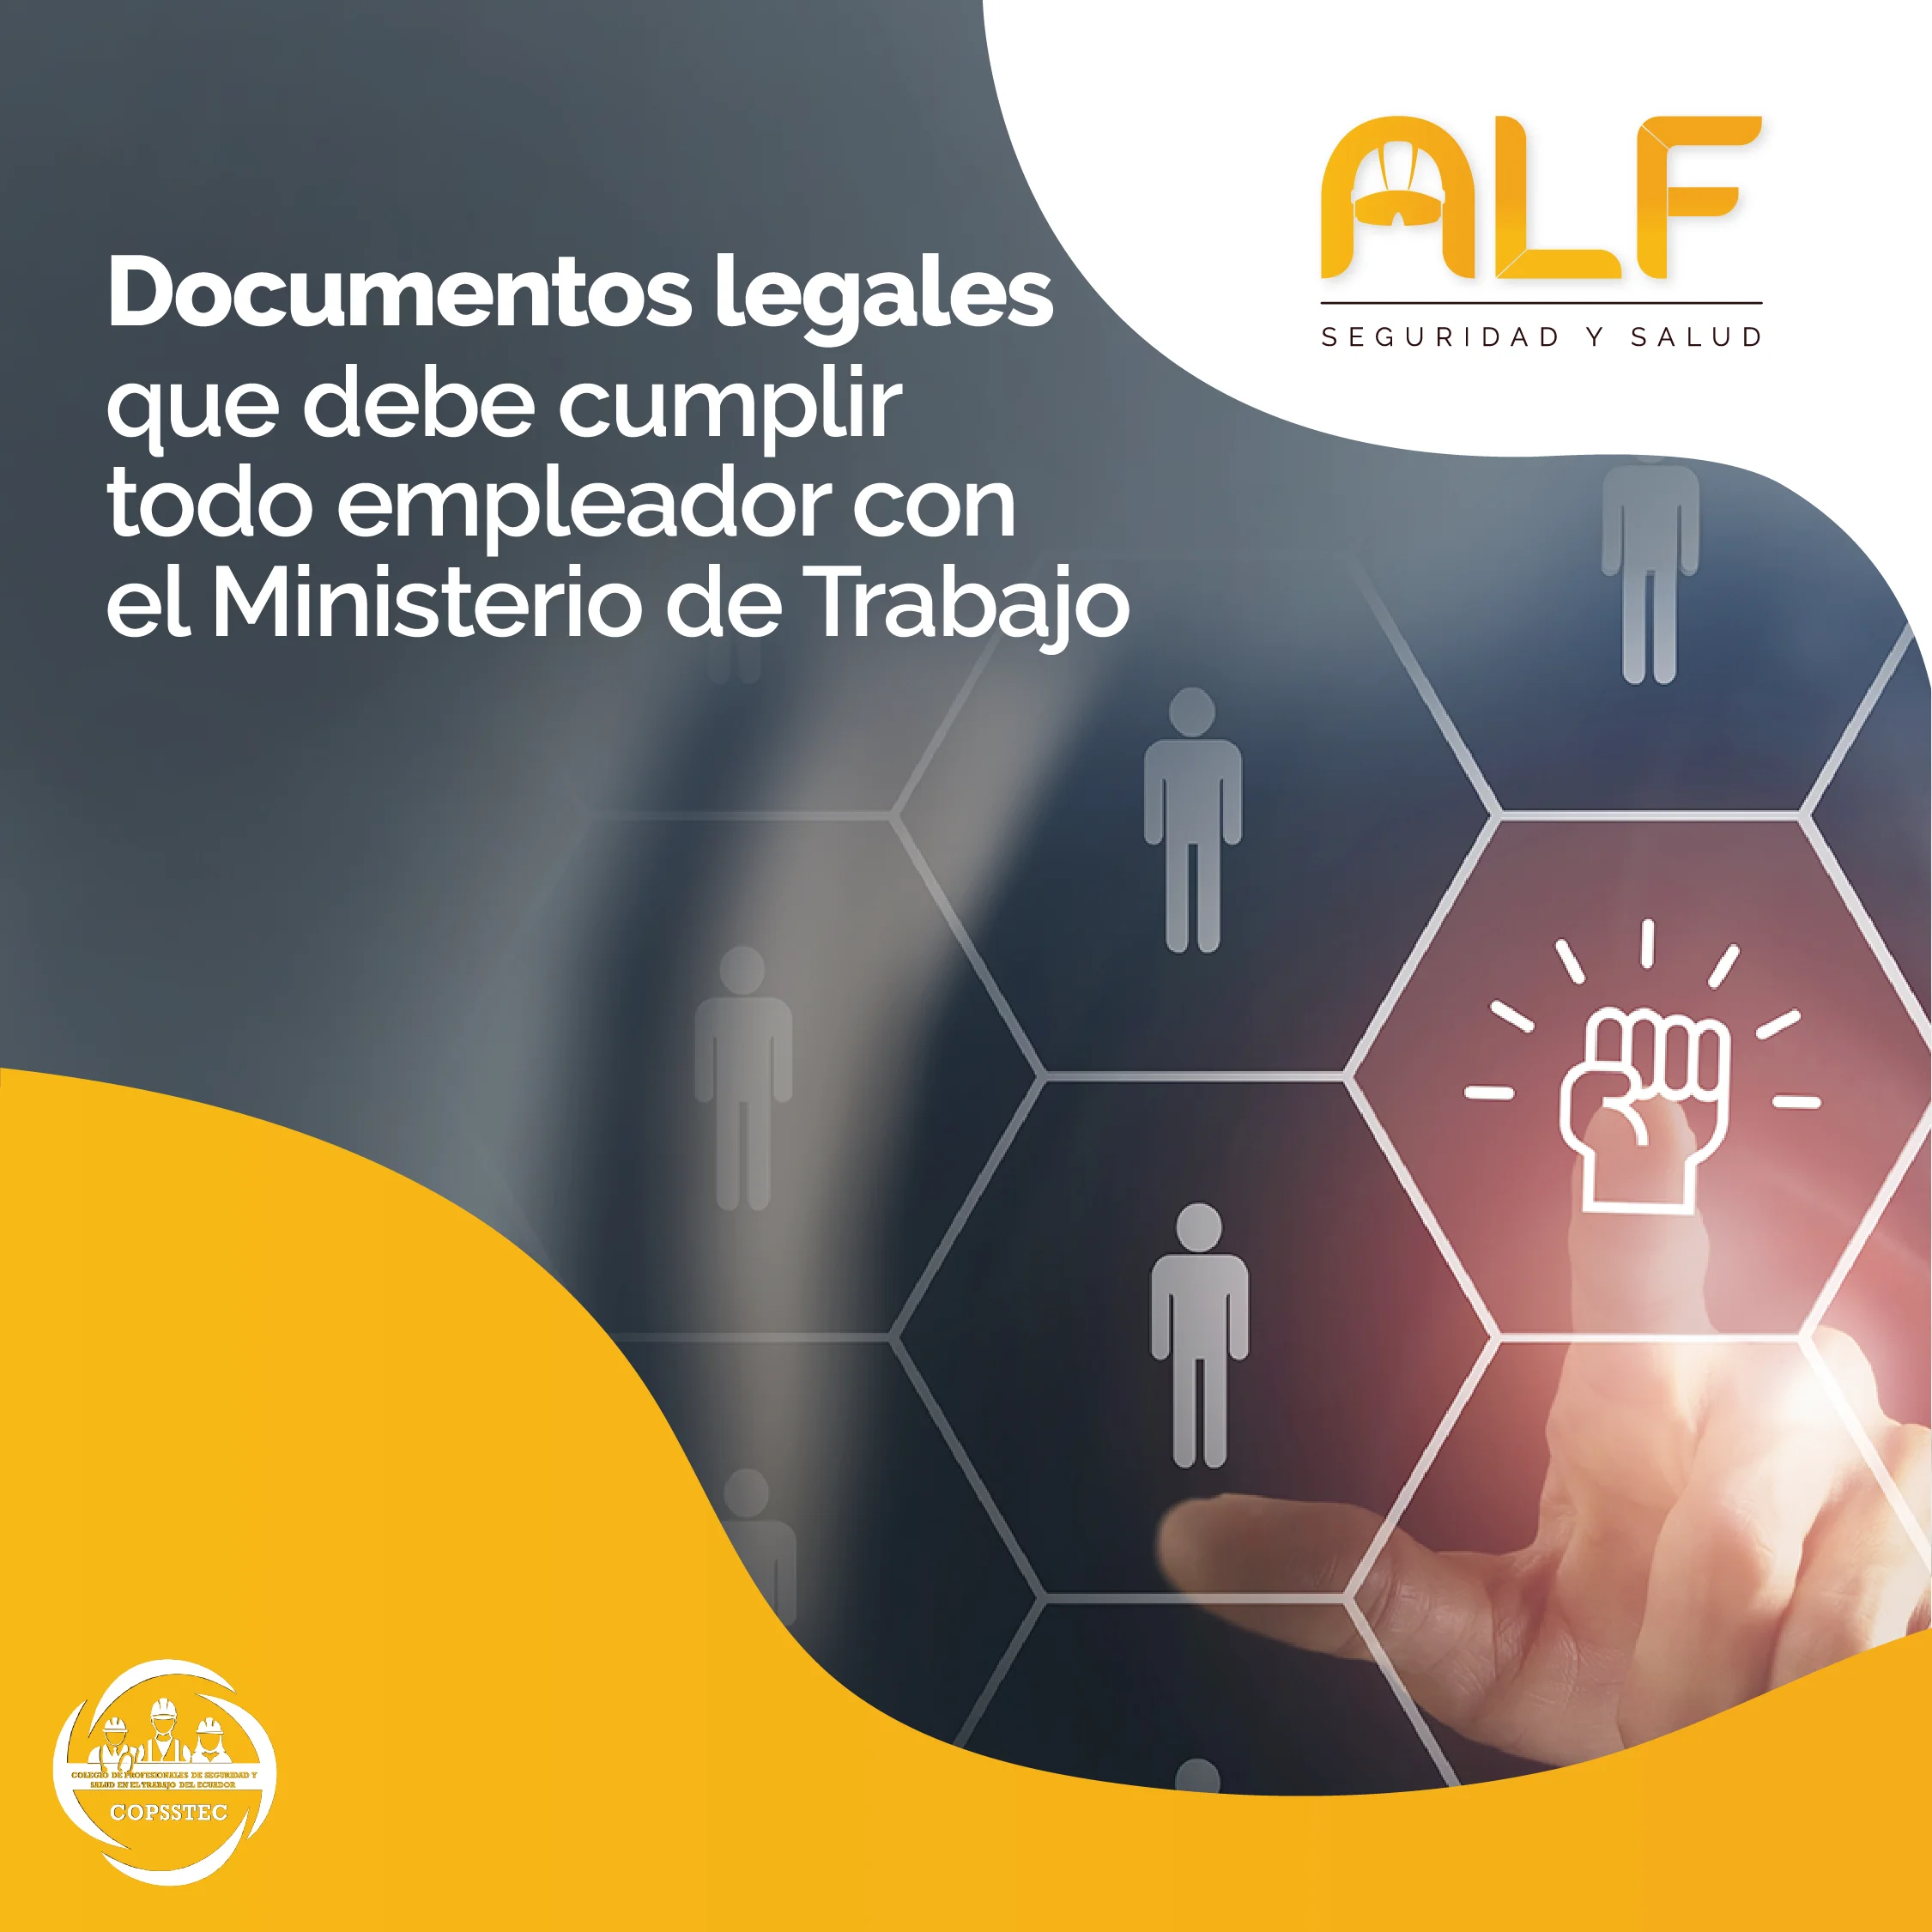 ALF
SEGURIDAD Y SALUD
Documentos legales
que debe cumplir
todo empleador con
el Ministerio de Trabajo
COLEGIO DE PROFESIONALES DE SEGURIDAD Y
SALUD EN EL TRABAJO DEL ECUADOR
COPSSTEC